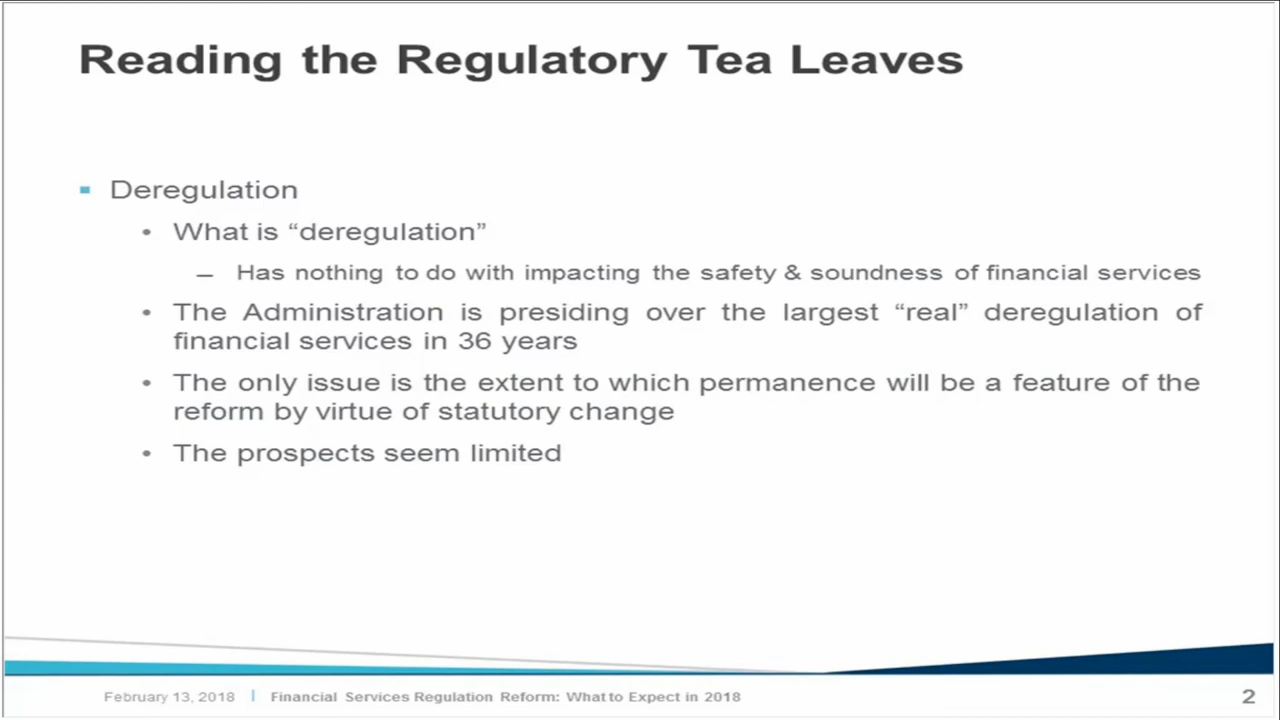 Reading the Regulatory Tea Leaves
Deregulation
What is “deregulation”
Has nothing to do with impacting the safety & soundness of financial services
The Administration is presiding over the largest “real” deregulation of
financial services in 36 years
The only issue is the extent to which permanence will be a feature of the
reform by virtue of statutory change
The prospects seem limited
February 13, 2018 | Financial Services Regulation Reform: What to Expect in 2018
2